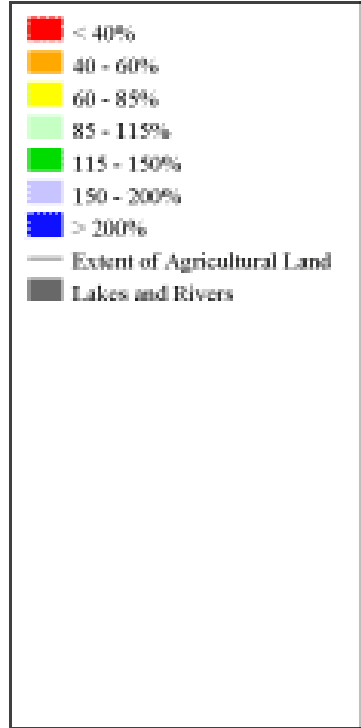 < 40%
40 - 60%
60 - 85%
85 - 115%
115 - 150%
150 - 200%
> 200%
Extent of Agricultural Land
Lakes and Rivers